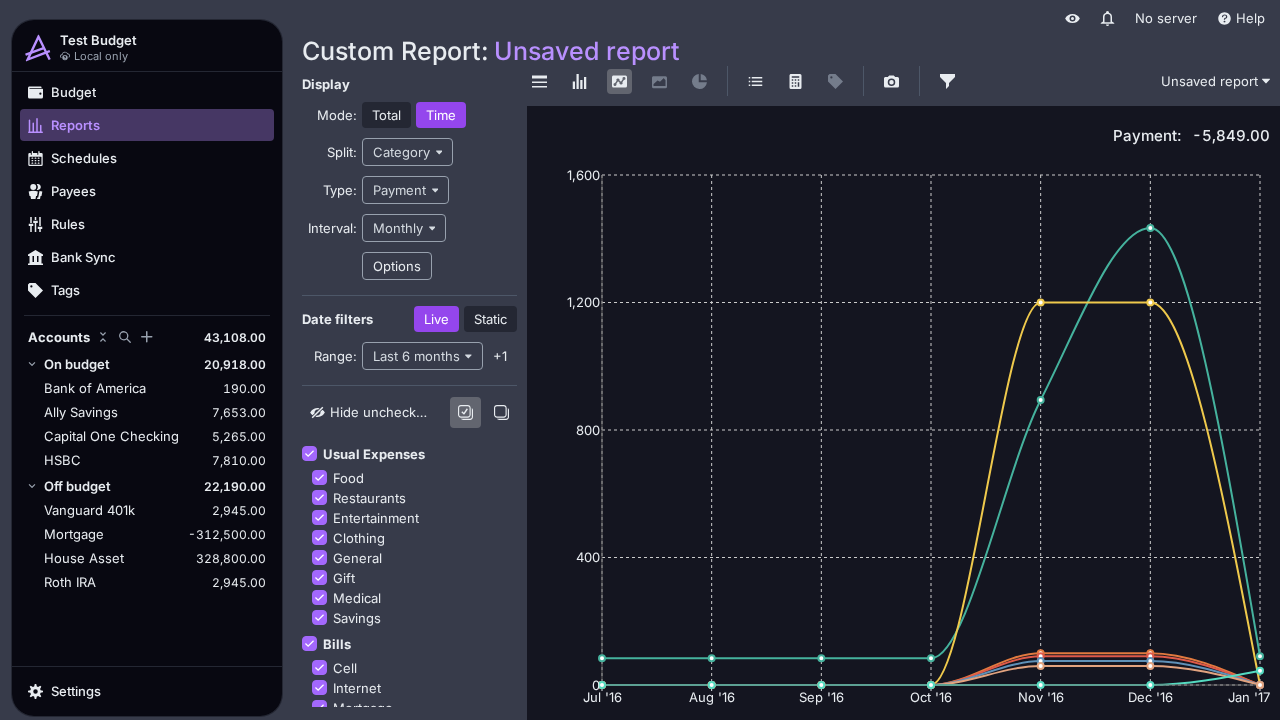 Test Budget
Local only
Budget
Reports
Schedules
Payees
Rules
Bank Sync
Tags
Accounts 43,108.00
On budget 20,918.00
Bank of America 190.00
Ally Savings 7,653.00
Capital One Checking 5,265.00
HSBC 7,810.00
Off budget 22,190.00
Vanguard 401k 2,945.00
Mortgage -312,500.00
House Asset 328,800.00
Roth IRA 2,945.00
Settings
No server
Help
Custom Report: Unsaved report
Display
Mode: Total Time
Split: Category
Type: Payment
Interval: Monthly
Options
Date filters Live Static
Range: Last 6 months +1
Hide uncheck...
Usual Expenses
Food
Restaurants
Entertainment
Clothing
General
Gift
Medical
Savings
Bills
Cell
Internet
Mortgage
Unsaved report
Payment: -5,849.00
1,600
1,200
800
400
0
Jul '16 Aug '16 Sep '16 Oct '16 Nov '16 Dec '16 Jan '17